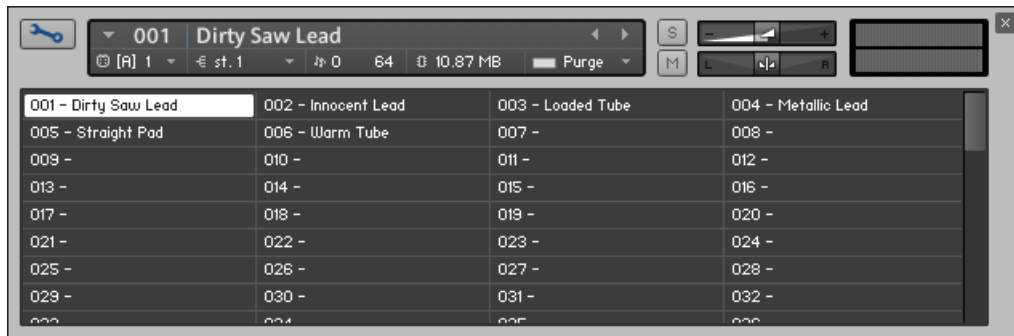 001 Dirty Saw Lead
S
- +
[A] 1 st. 1 0 64 10.87 MB Purge
M
L R
001 - Dirty Saw Lead 002 - Innocent Lead 003 - Loaded Tube 004 - Metallic Lead
005 - Straight Pad 006 - Warm Tube 007 - 008 -
009 - 010 - 011 - 012 -
013 - 014 - 015 - 016 -
017 - 018 - 019 - 020 -
021 - 022 - 023 - 024 -
025 - 026 - 027 - 028 -
029 - 030 - 031 - 032 -